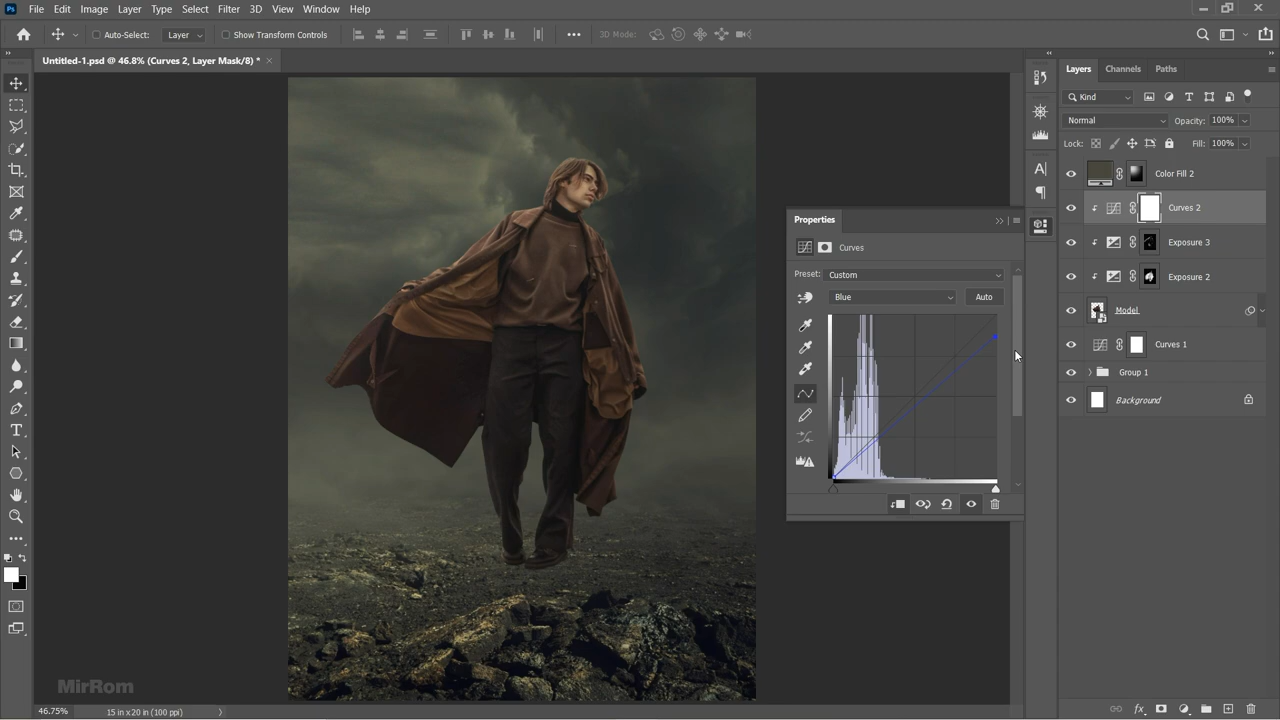 Ps File Edit Image Layer Type Select Filter 3D View Window Help
Auto-Select: Layer Show Transform Controls 3D Mode:
Untitled-1.psd @ 46.8% (Curves 2, Layer Mask/8) *
Layers Channels Paths
Kind
Normal Opacity: 100%
Lock: Fill: 100%
Color Fill 2
Curves 2
Exposure 3
Exposure 2
Model
Curves 1
Group 1
Background
Properties
Curves
Preset: Custom
Blue Auto
MirRom
46.75% 15 in x 20 in (100 ppi)